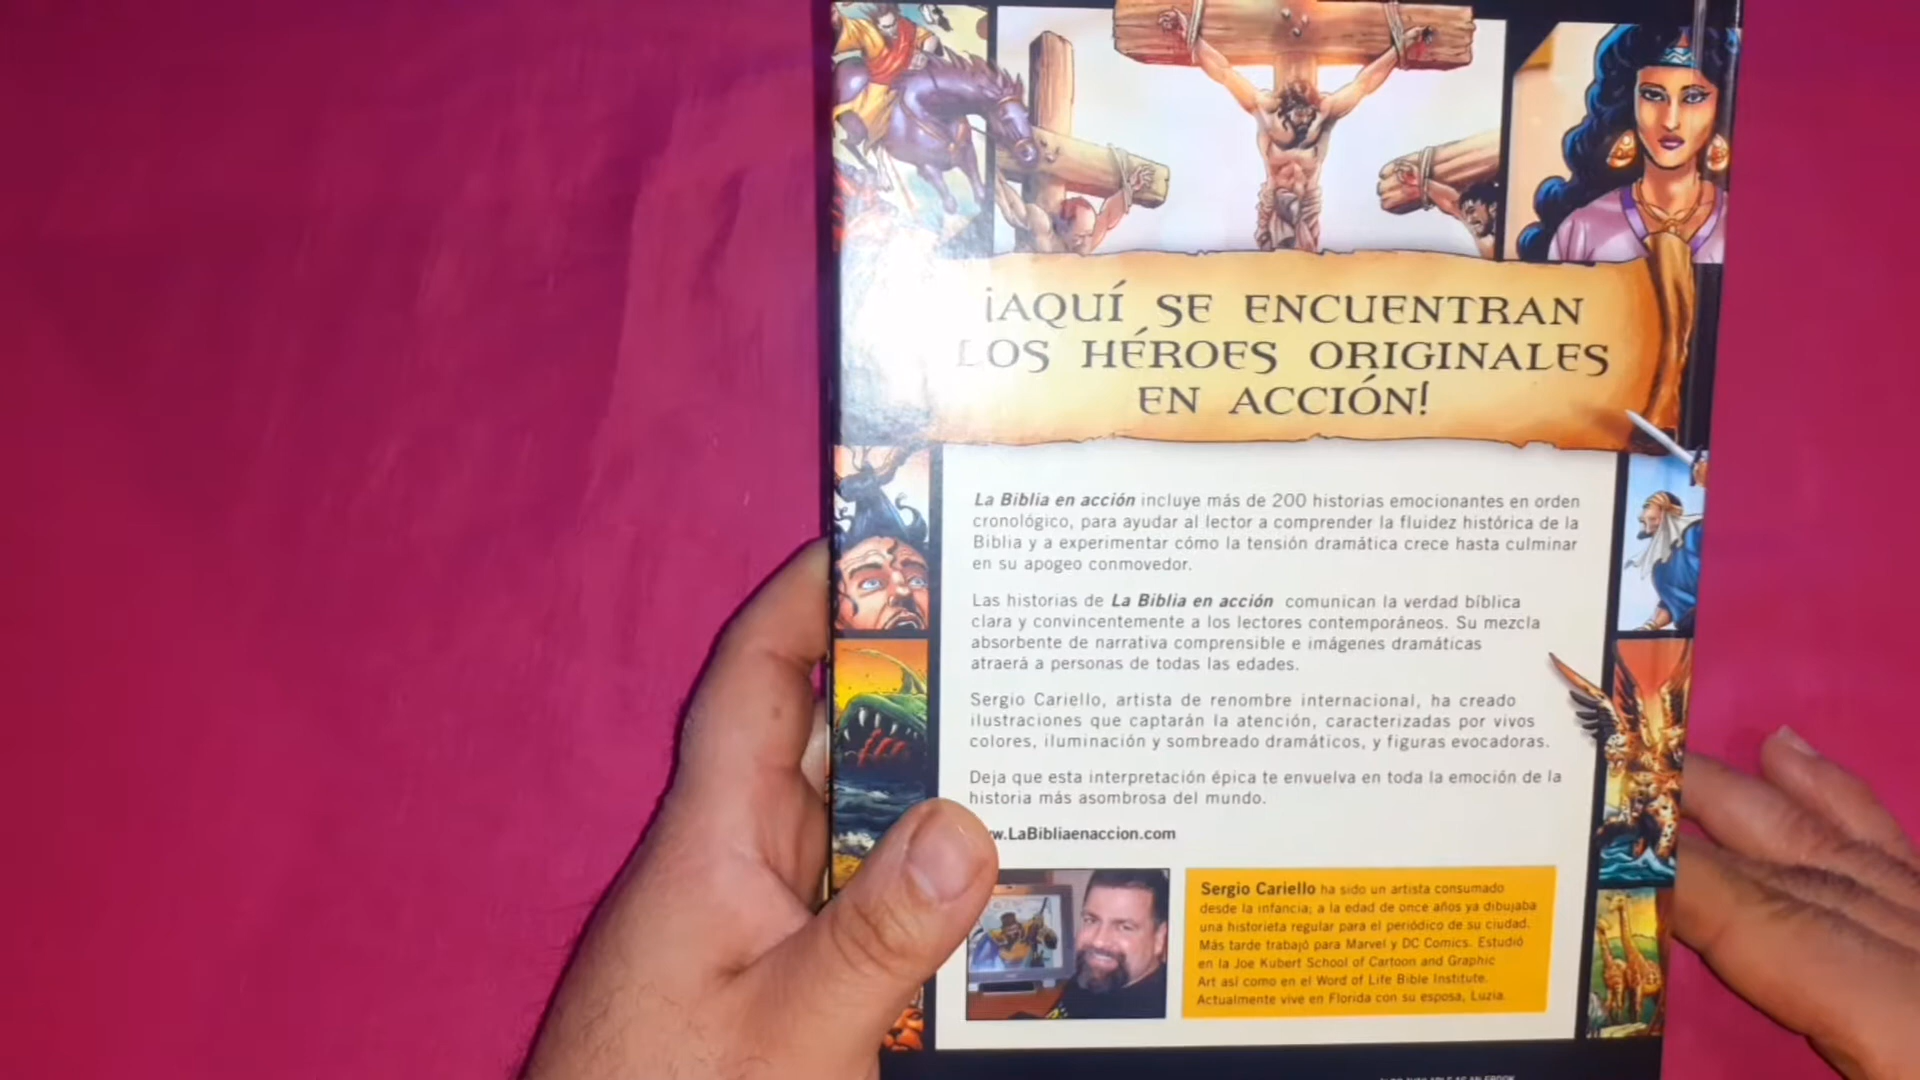 ¡AQUÍ SE ENCUENTRAN
LOS HÉROES ORIGINALES
EN ACCIÓN!
La Biblia en acción incluye más de 200 historias emocionantes en orden
cronológico, para ayudar al lector a comprender la fluidez histórica de la
Biblia y a experimentar cómo la tensión dramática crece hasta culminar
en su apogeo conmovedor.
Las historias de La Biblia en acción comunican la verdad bíblica
clara y convincentemente a los lectores contemporáneos. Su mezcla
absorbente de narrativa comprensible e imágenes dramáticas
atraerá a personas de todas las edades.
Sergio Cariello, artista de renombre internacional, ha creado
ilustraciones que captarán la atención, caracterizadas por vivos
colores, iluminación y sombreado dramáticos, y figuras evocadoras.
Deja que esta interpretación épica te envuelva en toda la emoción de la
historia más asombrosa del mundo.
w.LaBibliaenaccion.com
Sergio Cariello ha sido un artista consumado
desde la infancia; a la edad de once años ya dibujaba
una historieta regular para el periódico de su ciudad.
Más tarde trabajó para Marvel y DC Comics. Estudió
en la Joe Kubert School of Cartoon and Graphic
Art así como en el Word of Life Bible Institute.
Actualmente vive en Florida con su esposa, Luzia.